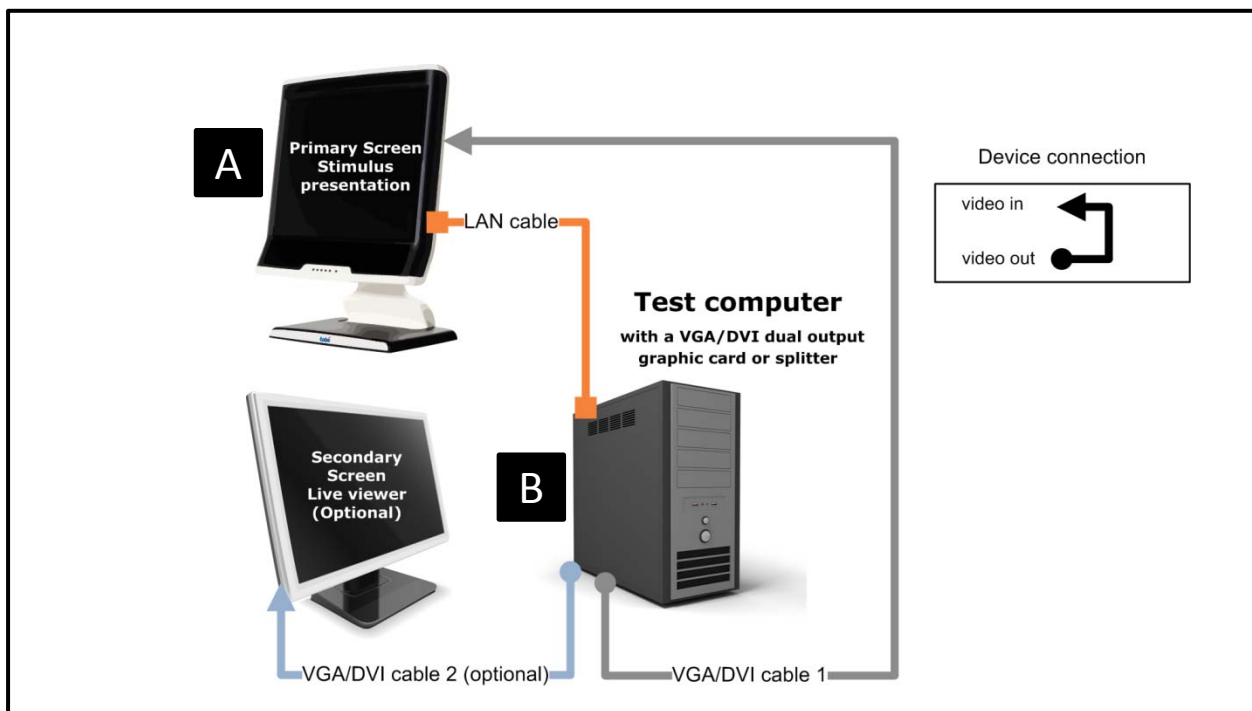 A
Primary Screen
Stimulus
presentation
LAN cable
tobii
Device connection
video in
video out
Test computer
with a VGA/DVI dual output
graphic card or splitter
Secondary
Screen
Live viewer
(Optional)
B
VGA/DVI cable 2 (optional)
VGA/DVI cable 1